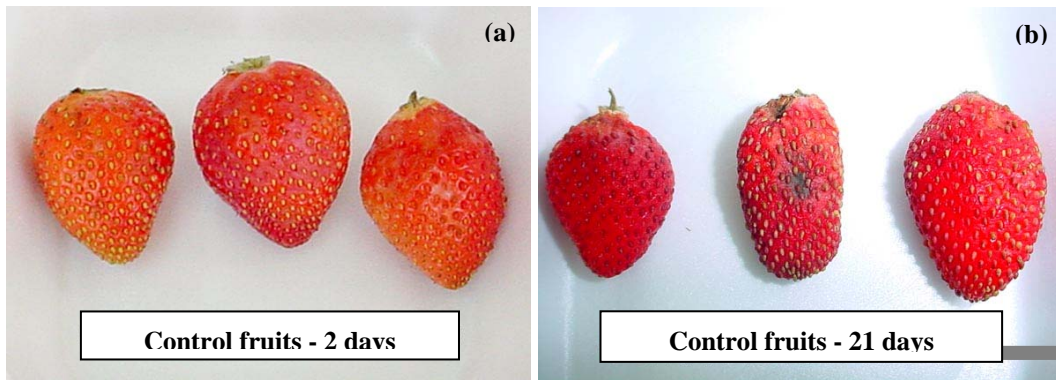 (a)
(b)
Control fruits - 2 days
Control fruits - 21 days